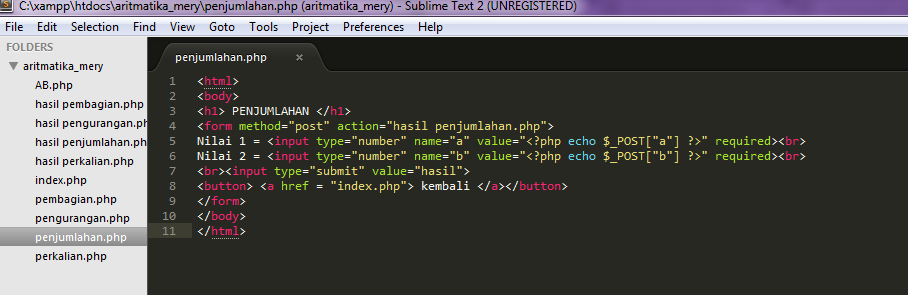 C:\xampp\htdocs\aritmatika_mery\penjumlahan.php (aritmatika_mery) - Sublime Text 2 (UNREGISTERED)
File Edit Selection Find View Goto Tools Project Preferences Help
FOLDERS
aritmatika_mery
AB.php
hasil pembagian.php
hasil pengurangan.php
hasil penjumlahan.ph
hasil perkalian.php
index.php
pembagian.php
pengurangan.php
penjumlahan.php
perkalian.php
penjumlahan.php ×
1 <html>
2 <body>
3 <h1> PENJUMLAHAN </h1>
4 <form method="post" action="hasil penjumlahan.php">
5 Nilai 1 = <input type="number" name="a" value="<?php echo $_POST["a"] ?>" required><br>
6 Nilai 2 = <input type="number" name="b" value="<?php echo $_POST["b"] ?>" required><br>
7 <br><input type="submit" value="hasil">
8 <button> <a href = "index.php"> kembali </a></button>
9 </form>
10 </body>
11 </html>